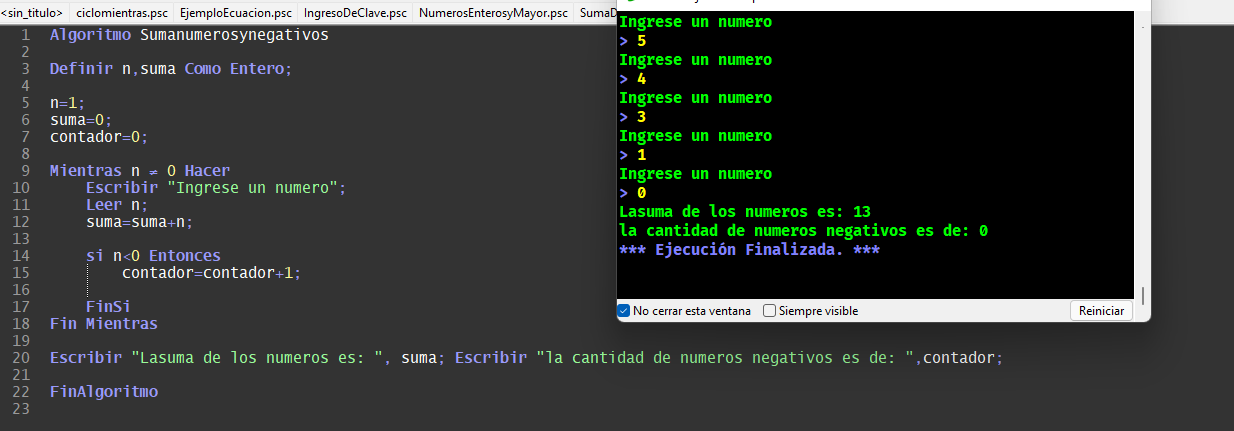 <sin_titulo> ciclomientras.psc EjemploEcuacion.psc IngresoDeClave.psc NumerosEnterosyMayor.psc SumaD
1 Algoritmo Sumanumerosynegativos
2
3 Definir n,suma Como Entero;
4
5 n=1;
6 suma=0;
7 contador=0;
8
9 Mientras n ≠ 0 Hacer
10 Escribir "Ingrese un numero";
11 Leer n;
12 suma=suma+n;
13
14 si n<0 Entonces
15 contador=contador+1;
16
17 FinSi
18 Fin Mientras
19
20 Escribir "Lasuma de los numeros es: ", suma; Escribir "la cantidad de numeros negativos es de: ",contador;
21
22 FinAlgoritmo
23
Ingrese un numero
> 5
Ingrese un numero
> 4
Ingrese un numero
> 3
Ingrese un numero
> 1
Ingrese un numero
> 0
Lasuma de los numeros es: 13
la cantidad de numeros negativos es de: 0
*** Ejecución Finalizada. ***
No cerrar esta ventana Siempre visible Reiniciar